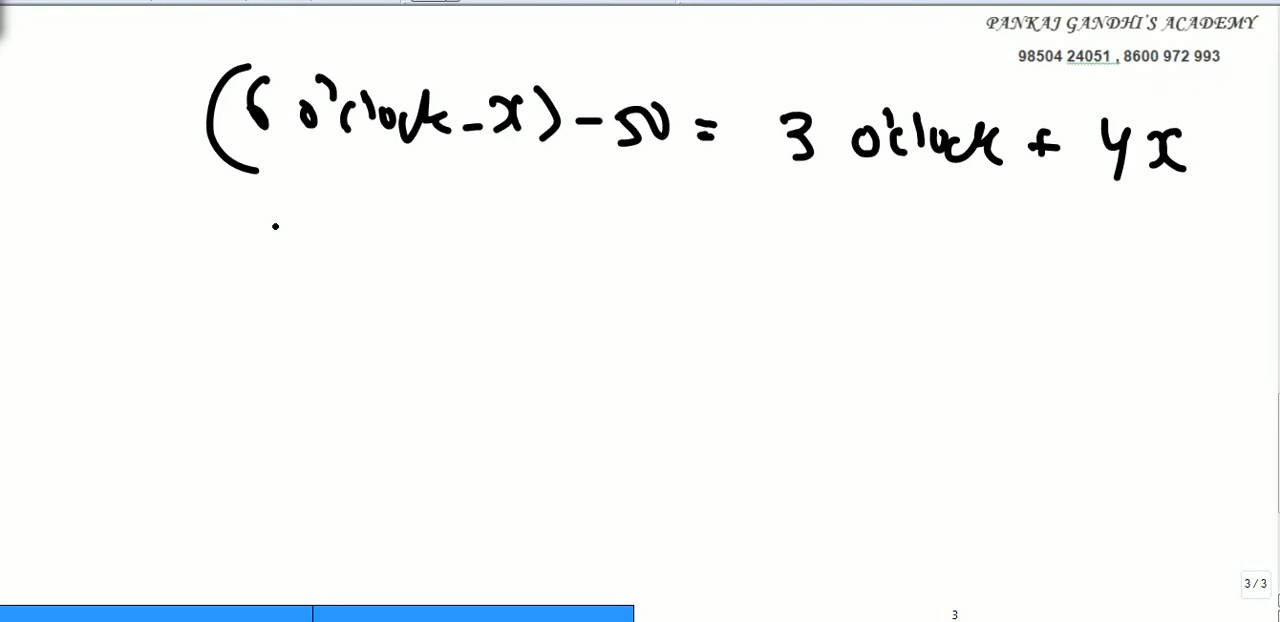 PANKAJ GANDHI'S ACADEMY
98504 24051 , 8600 972 993
(6 o'clock - x) - 50 = 3 o'clock + 4x
3 / 3
3